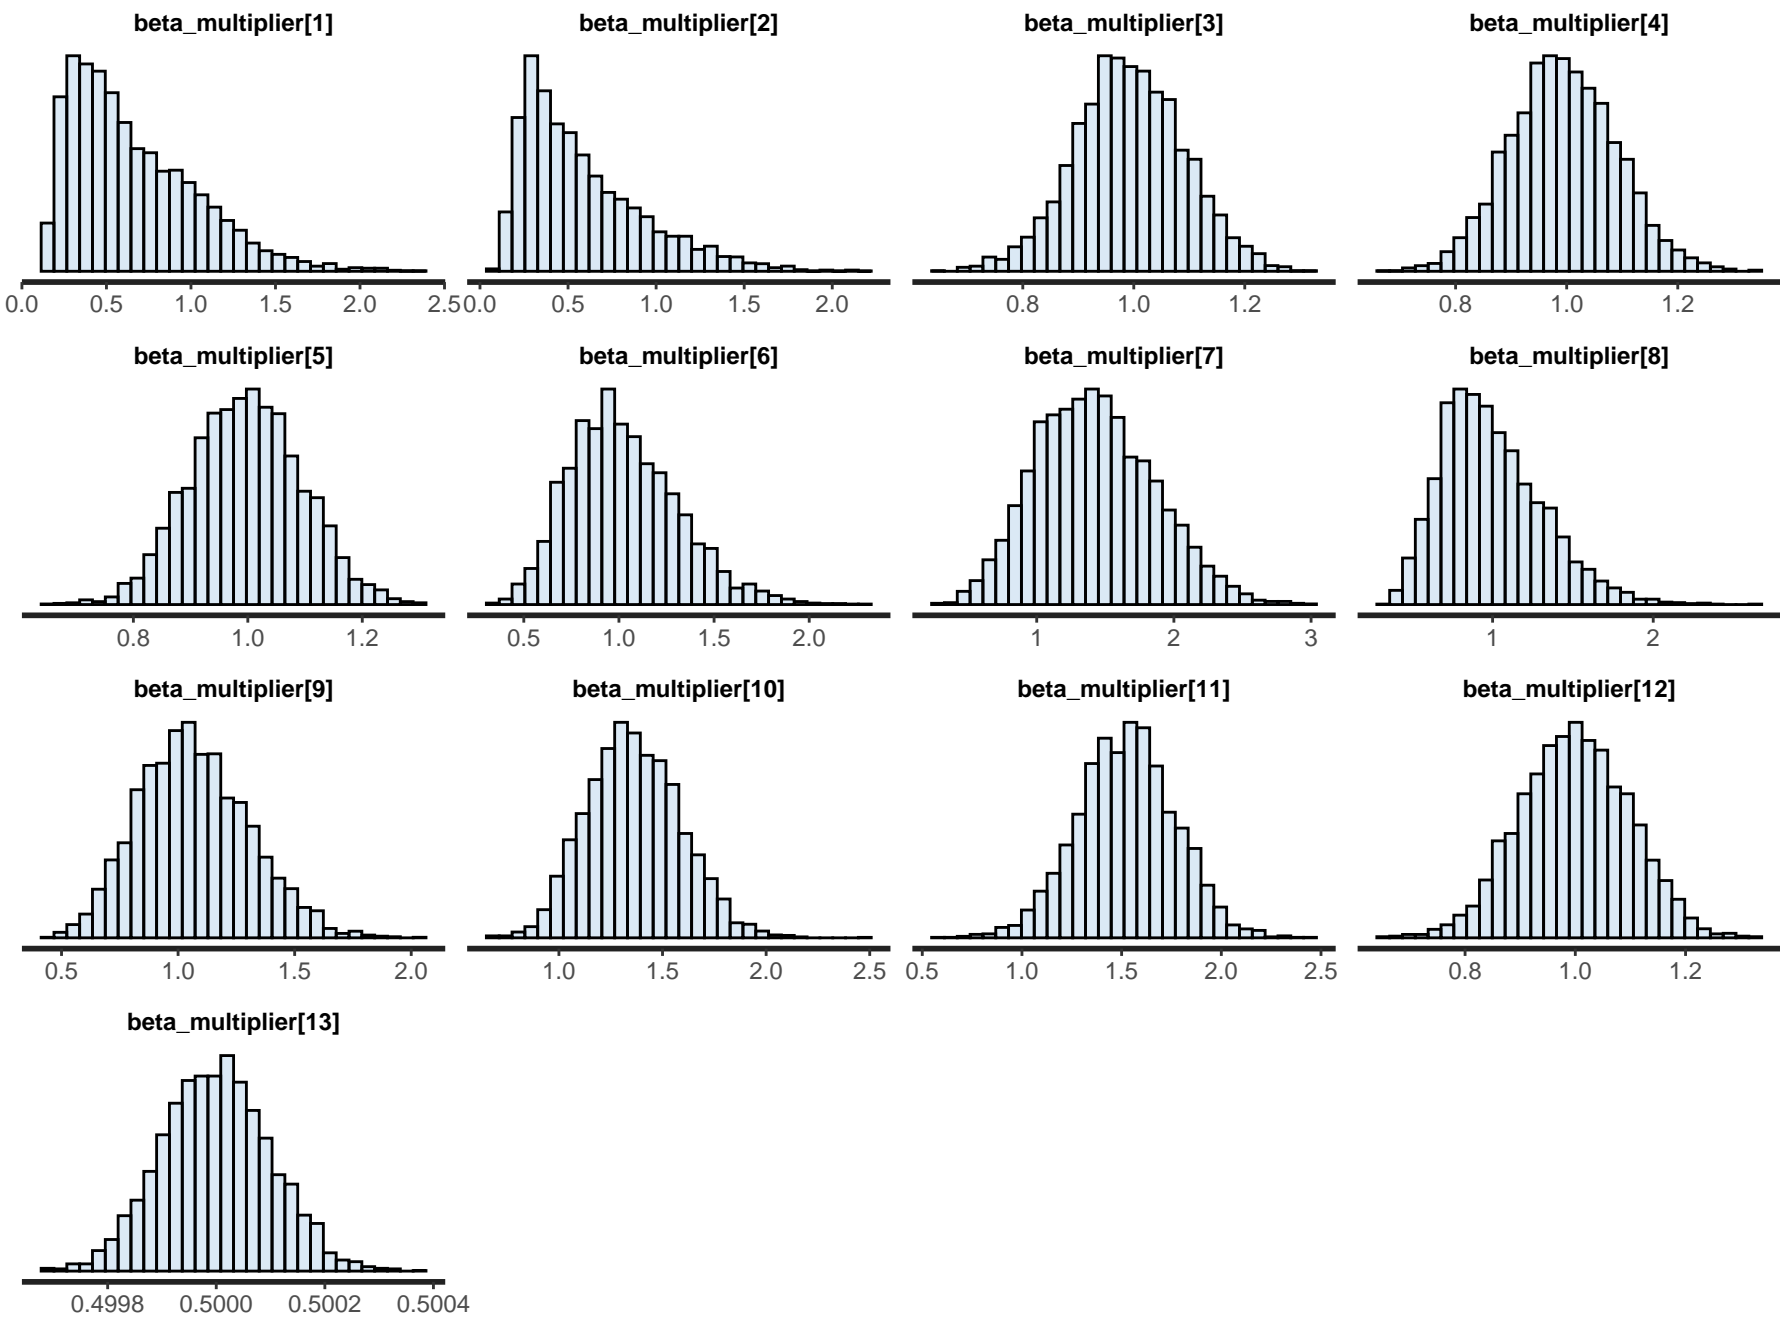 beta_multiplier[1] beta_multiplier[2] beta_multiplier[3] beta_multiplier[4]
0.0 0.5 1.0 1.5 2.0 2.5 0.0 0.5 1.0 1.5 2.0 0.8 1.0 1.2 0.8 1.0 1.2
beta_multiplier[5] beta_multiplier[6] beta_multiplier[7] beta_multiplier[8]
0.8 1.0 1.2 0.5 1.0 1.5 2.0 1 2 3 1 2
beta_multiplier[9] beta_multiplier[10] beta_multiplier[11] beta_multiplier[12]
0.5 1.0 1.5 2.0 1.0 1.5 2.0 2.5 0.5 1.0 1.5 2.0 2.5 0.8 1.0 1.2
beta_multiplier[13]
0.4998 0.5000 0.5002 0.5004